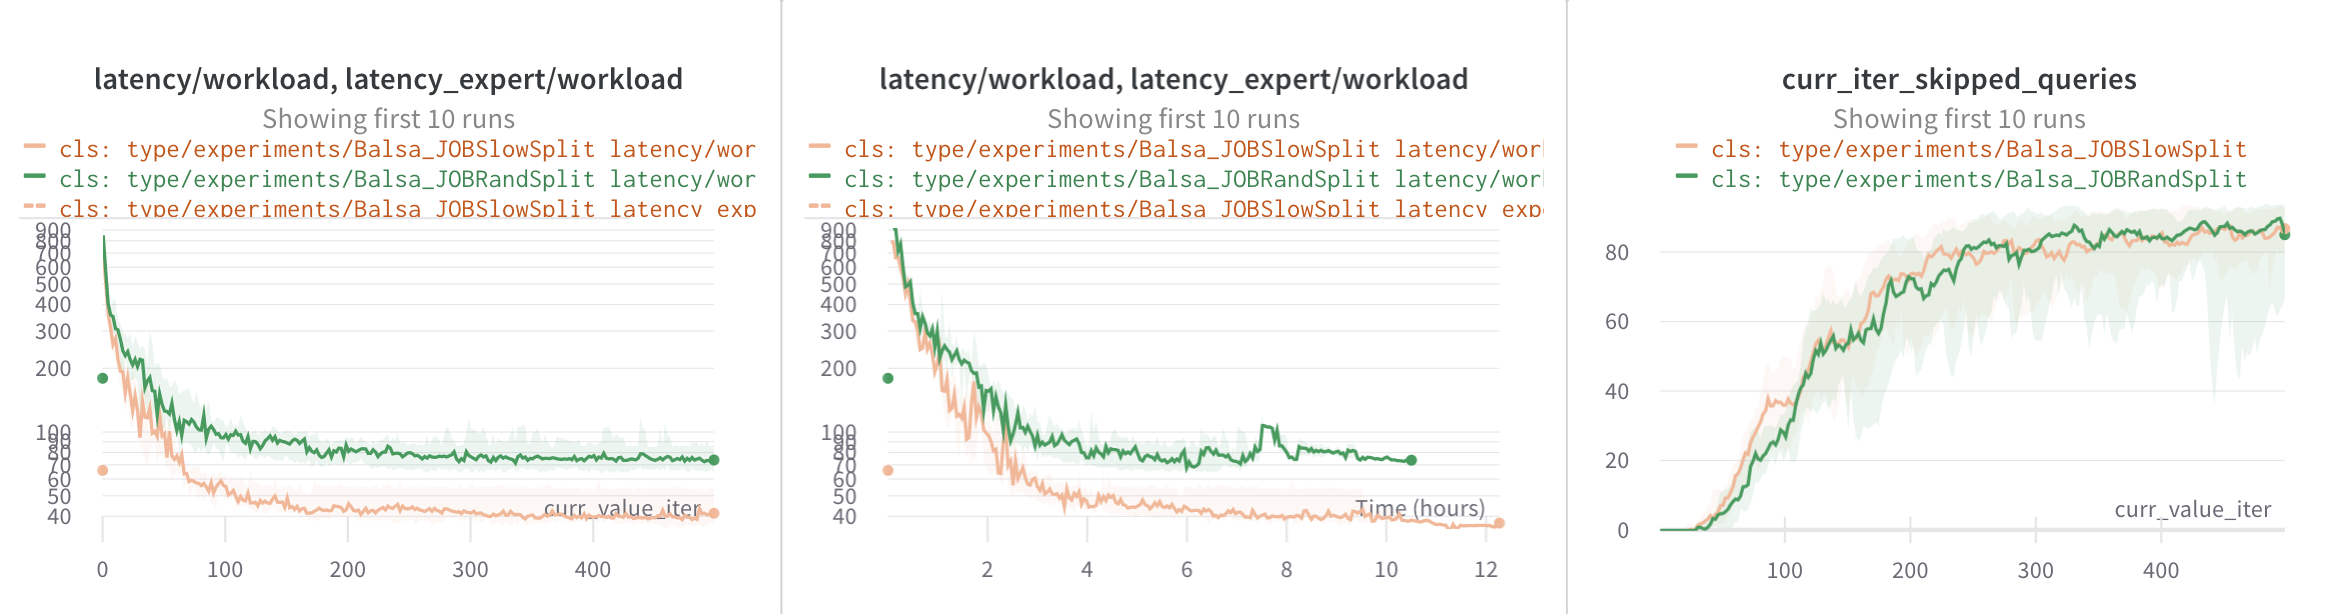 latency/workload, latency_expert/workload
Showing first 10 runs
cls: type/experiments/Balsa_JOBSlowSplit latency/wor
cls: type/experiments/Balsa_JOBRandSplit latency/wor
cls: type/experiments/Balsa_JOBSlowSplit latency_exp
900
800
700
600
500
400
300
200
100
90
80
70
60
50
40
curr_value_iter
0 100 200 300 400
latency/workload, latency_expert/workload
Showing first 10 runs
cls: type/experiments/Balsa_JOBSlowSplit latency/wor
cls: type/experiments/Balsa_JOBRandSplit latency/wor
cls: type/experiments/Balsa_JOBSlowSplit latency_exp
900
800
700
600
500
400
300
200
100
90
80
70
60
50
40
Time (hours)
2 4 6 8 10 12
curr_iter_skipped_queries
Showing first 10 runs
cls: type/experiments/Balsa_JOBSlowSplit
cls: type/experiments/Balsa_JOBRandSplit
80
60
40
20
0
curr_value_iter
100 200 300 400